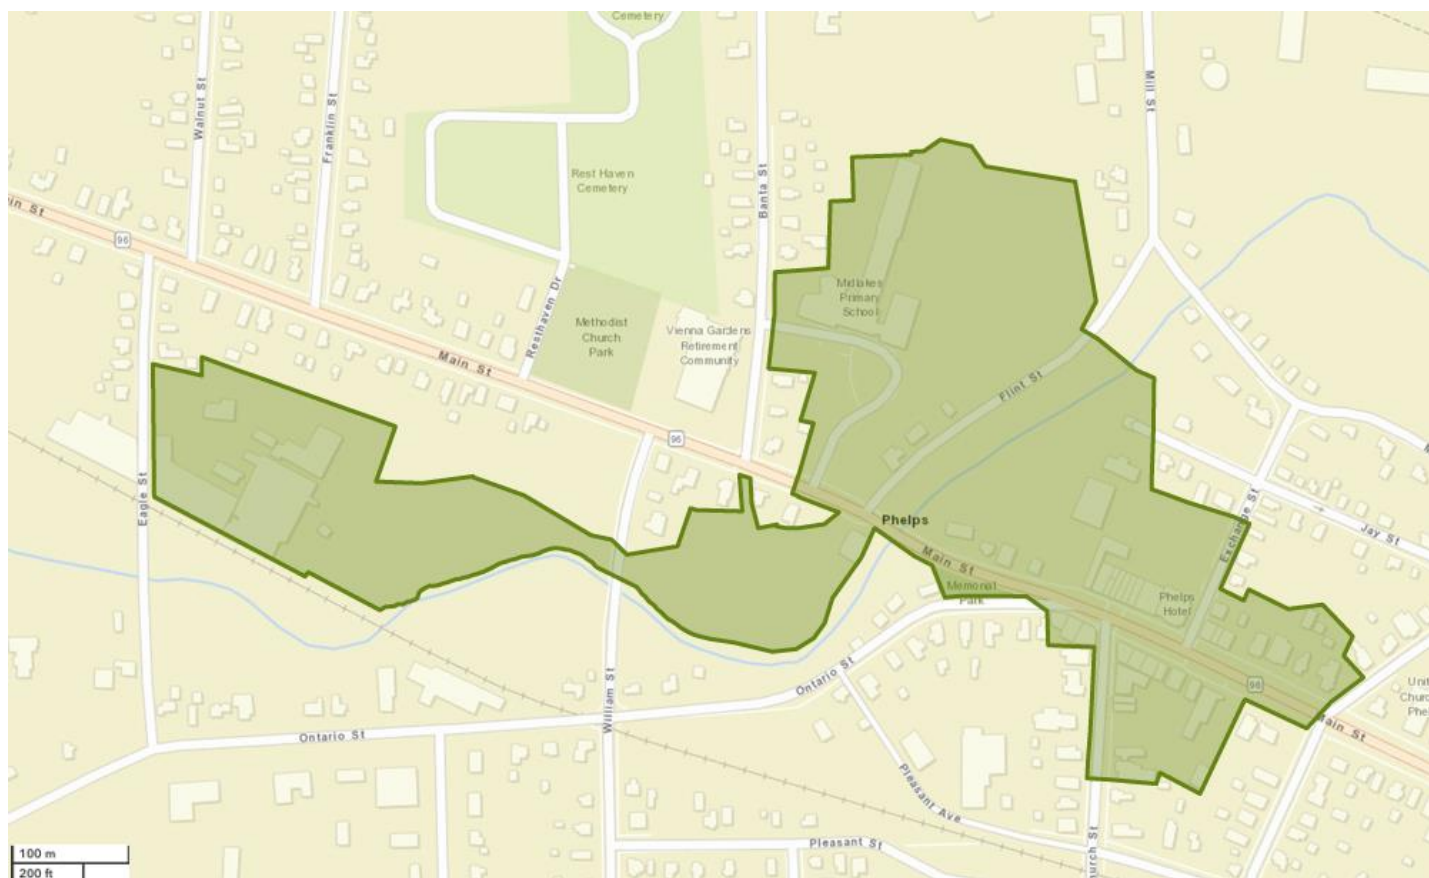 Cemetery
Walnut St
Franklin St
Mill St
Banta St
Rest Haven
Cemetery
St
96
Resthaven Dr
Midlakes
Primary
School
Methodist
Church
Park
Vienna Gardens
Retirement
Community
Main St
Flint St
96
Eagle St
Phelps
Exchange St
Jay St
Main St
Memorial
Park
Phelps
Hotel
William St
Ontario St
96
Main St
Ontario St
Pleasant Ave
Pleasant St
100 m
200 ft